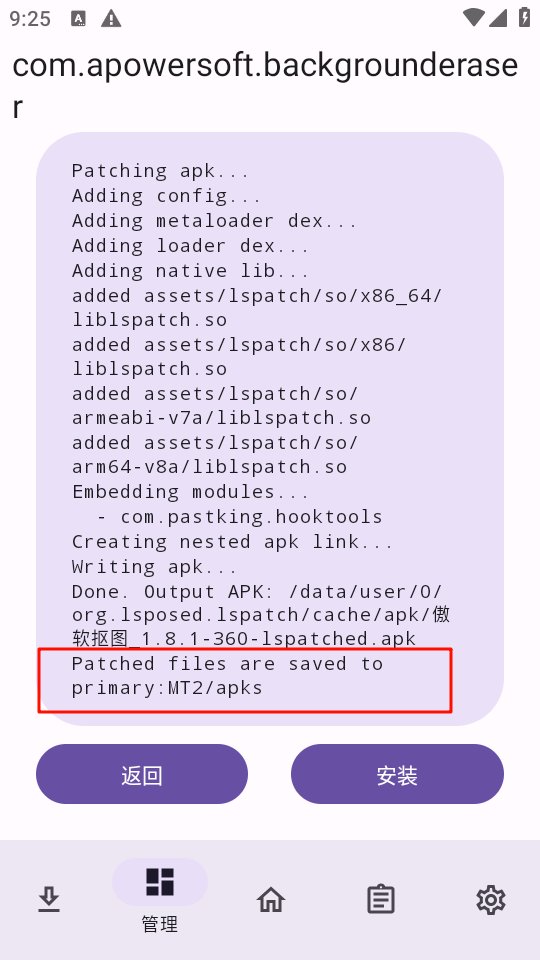 9:25
com.apowersoft.backgrounderase
r
Patching apk...
Adding config...
Adding metaloader dex...
Adding loader dex...
Adding native lib...
added assets/lspatch/so/x86_64/
liblspatch.so
added assets/lspatch/so/x86/
liblspatch.so
added assets/lspatch/so/
armeabi-v7a/liblspatch.so
added assets/lspatch/so/
arm64-v8a/liblspatch.so
Embedding modules...
- com.pastking.hooktools
Creating nested apk link...
Writing apk...
Done. Output APK: /data/user/0/
org.lsposed.lspatch/cache/apk/傲
软抠图_1.8.1-360-lspatched.apk
Patched files are saved to
primary:MT2/apks
返回 安装
管理